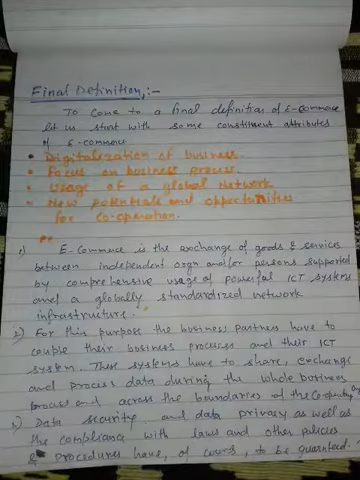 Final Definition,:-
To come to a final definition of E-commerce
let us start with some constituent attributes
of E-commerce.
• Digitalization of business.
• Focus on business process.
• Usage of a global Network
• New potentials and opportunities
for Co-operation.
1) E-Commerce is the exchange of goods & services
between independent orgn and/or persons supported
by comprehensive usage of powerful ICT systems
and a globally standardized network
infrastructure.
2) For this purpose the business partners have to
couple their business processes and their ICT
system. These systems have to share, exchange
and process data during the whole business
process and across the boundaries of the
3) Data security and data privacy as well as
the compliance with laws and other policies
& procedures have, of cours, to be guranteed.